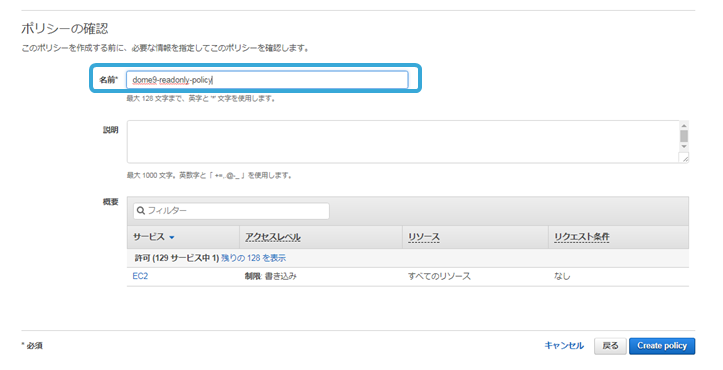 ポリシーの確認
このポリシーを作成する前に、必要な情報を指定してこのポリシーを確認します。
名前* dome9-readonly-policy
最大 128 文字まで、英字と '*' 文字を使用します。
説明
最大 1000 文字。英数字と「 +=,.@-_ 」を使用します。
概要 フィルター
サービス アクセスレベル リソース リクエスト条件
許可 (129 サービス中 1) 残りの 128 を表示
EC2 制限: 書き込み すべてのリソース なし
* 必須 キャンセル 戻る Create policy